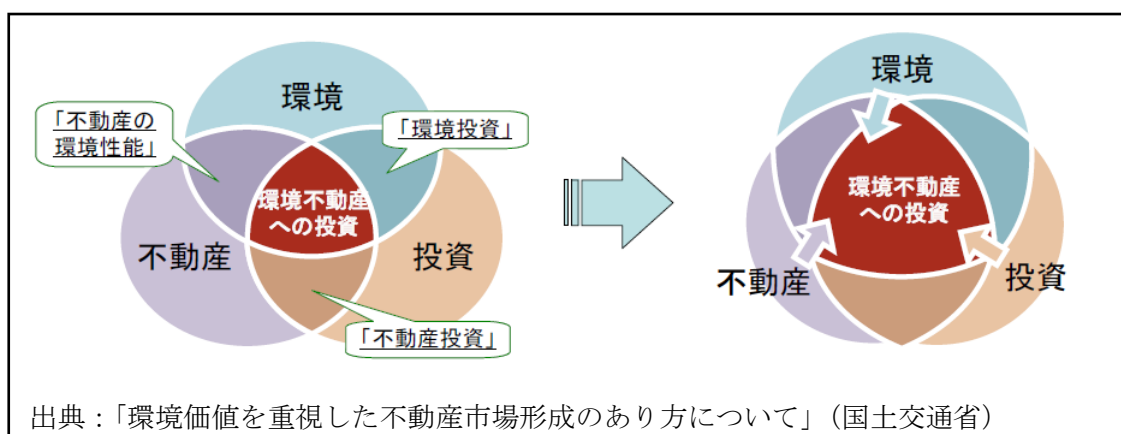 環境
「不動産の
環境性能」
「環境投資」
環境不動産
への投資
不動産
投資
「不動産投資」
環境
環境不動産
への投資
不動産
投資
出典：「環境価値を重視した不動産市場形成のあり方について」（国土交通省）